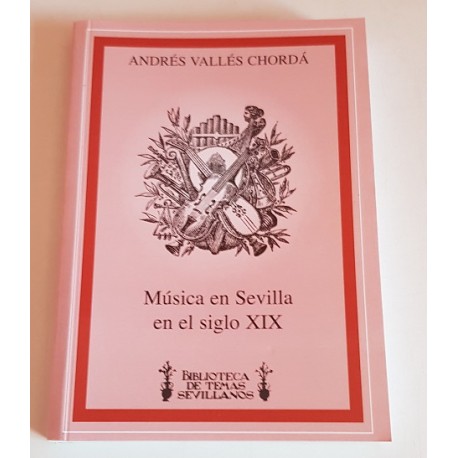 ANDRÉS VALLÉS CHORDÁ
Música en Sevilla
en el siglo XIX
BIBLIOTECA
DE TEMAS
SEVILLANOS